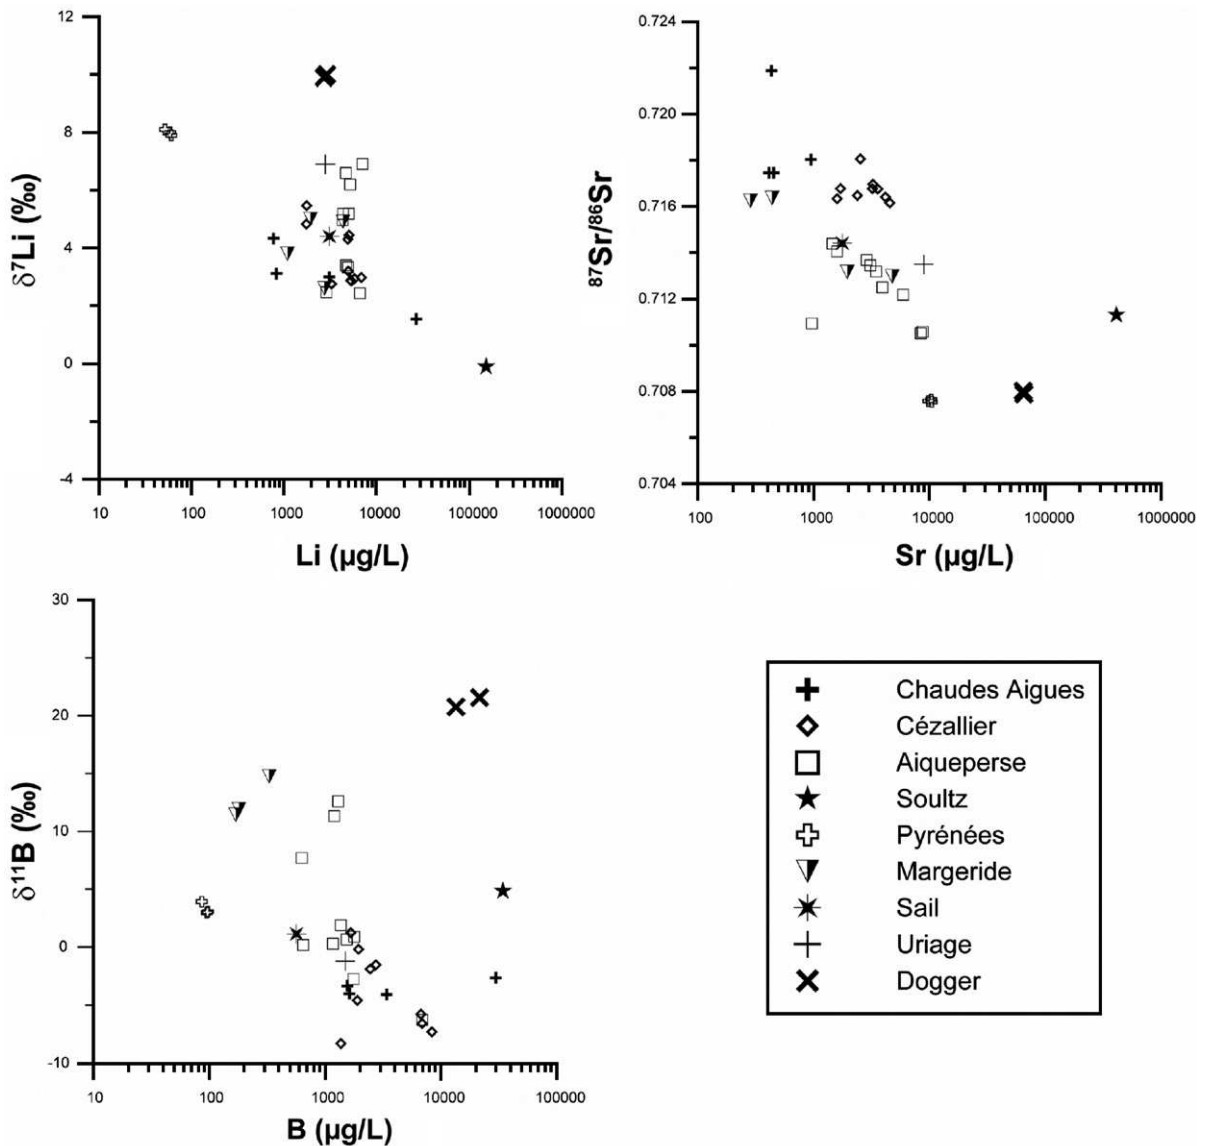 12
8
4
0
-4
δ⁷Li (‰)
10 100 1000 10000 100000 1000000
Li (µg/L)
0.724
0.720
0.716
0.712
0.708
0.704
⁸⁷Sr/⁸⁶Sr
100 1000 10000 100000 1000000
Sr (µg/L)
30
20
10
0
-10
δ¹¹B (‰)
10 100 1000 10000 100000
B (µg/L)
Chaudes Aigues
Cézallier
Aiqueperse
Soultz
Pyrénées
Margeride
Sail
Uriage
Dogger